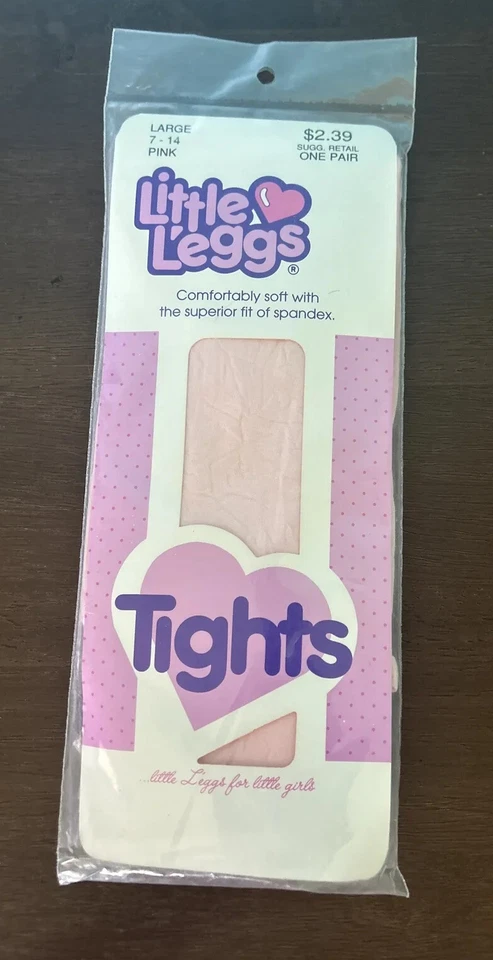 LARGE
7 - 14
PINK
$2.39
SUGG. RETAIL
ONE PAIR
Little
L'eggs®
Comfortably soft with
the superior fit of spandex.
Tights
...little L'eggs for little girls